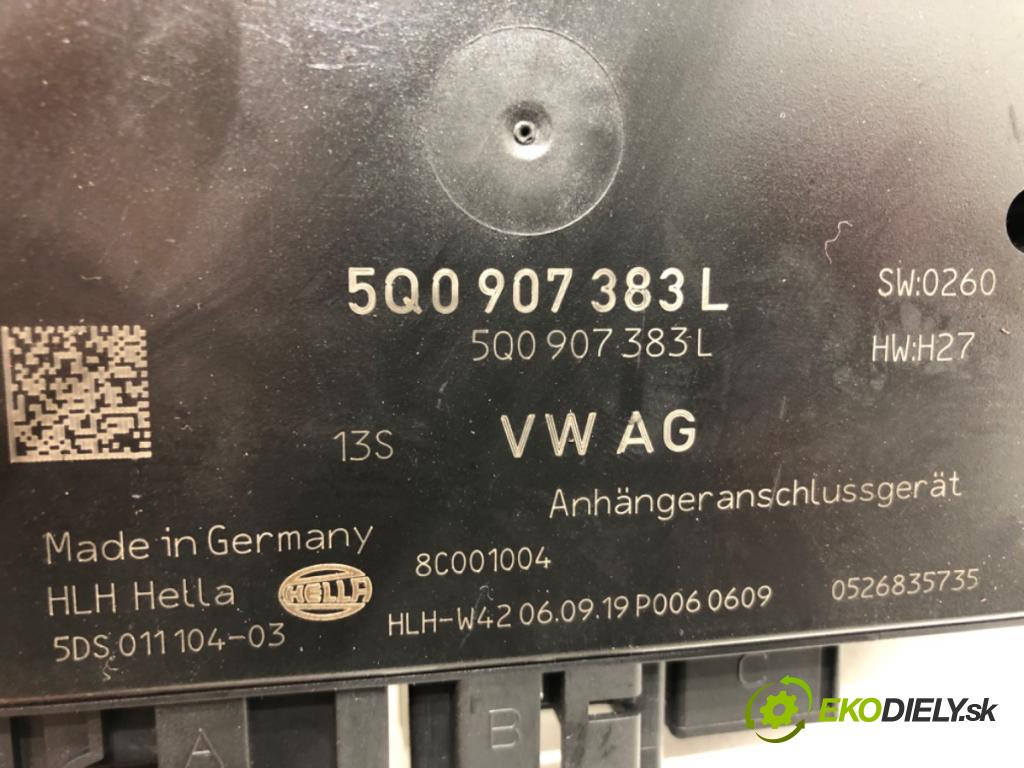 5Q0 907 383 L
SW:0260
5Q0 907 383 L
HW:H27
13S
VW AG
Anhängeranschlussgerät
Made in Germany
8C001004
HLH Hella
HELLA
HLH-W42 06.09.19 P006 0609
0526835735
5DS 011 104-03
A
B
C
EKODIELY.sk